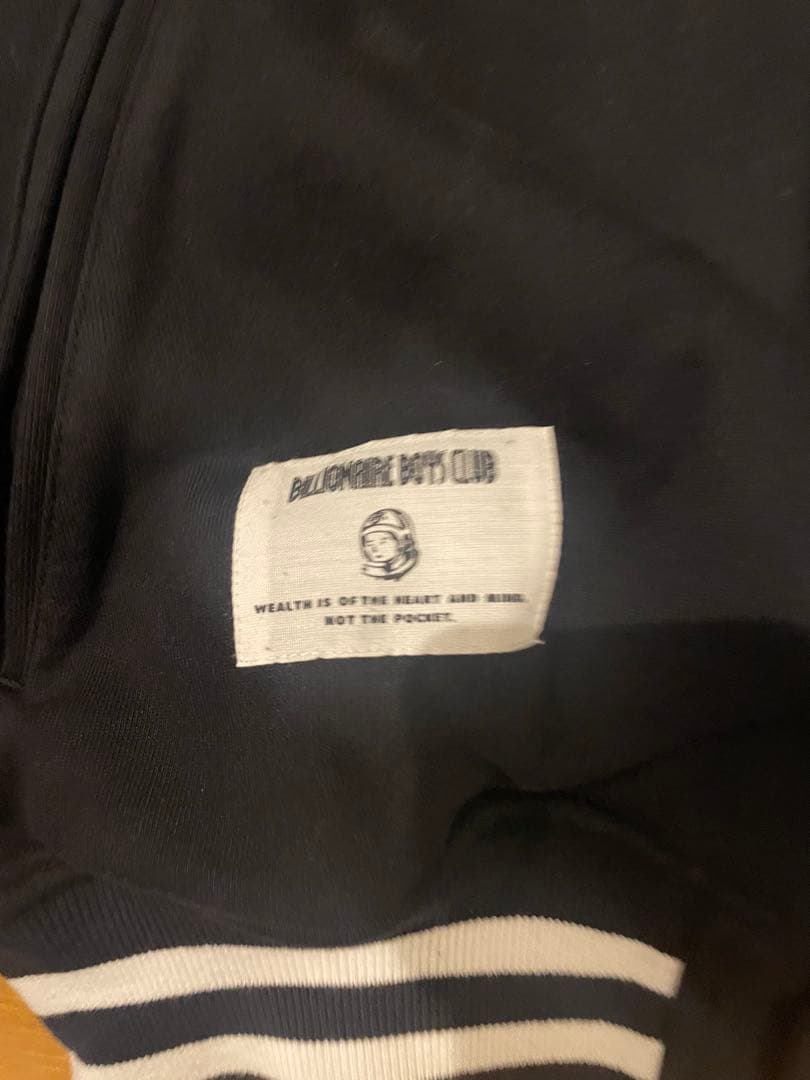 BILLIONAIRE BOYS CLUB
WEALTH IS OF THE HEART AND MIND.
NOT THE POCKET.